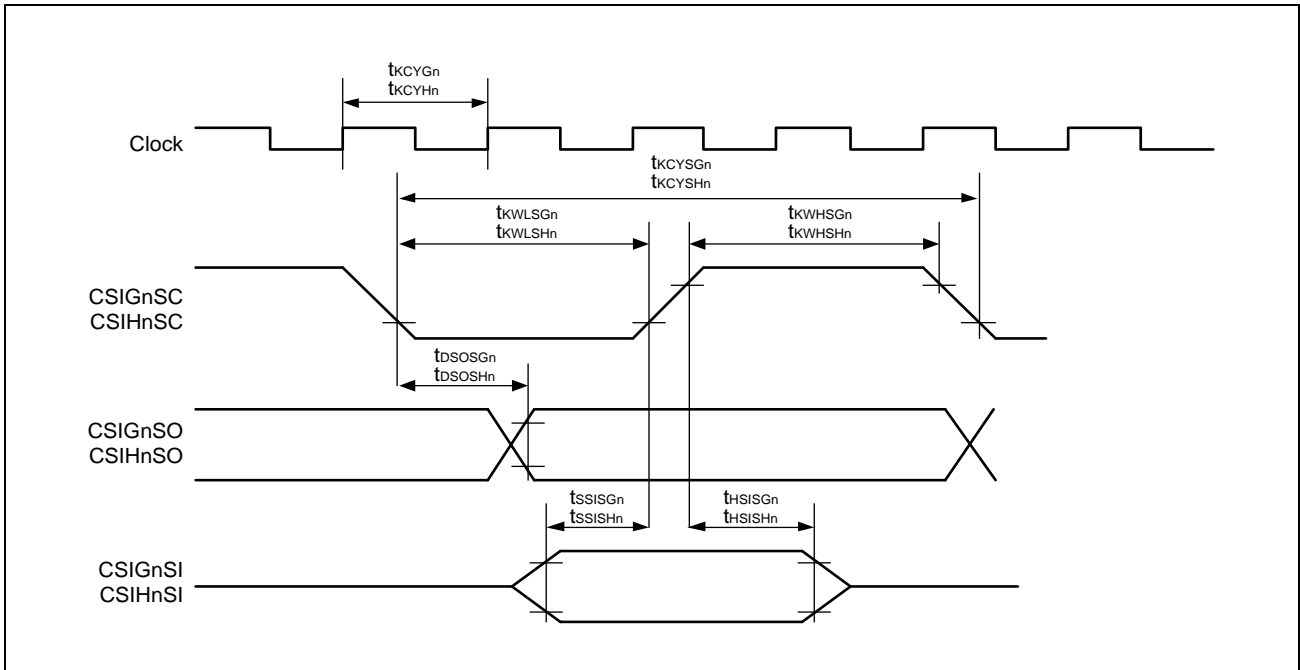 tKCYGn
tKCYHn
Clock
tKCYSGn
tKCYSHn
tKWLSGn
tKWLSHn
tKWHSGn
tKWHSHn
CSIGnSC
CSIHnSC
tDSOSGn
tDSOSHn
CSIGnSO
CSIHnSO
tSSISGn
tSSISHn
tHSISGn
tHSISHn
CSIGnSI
CSIHnSI